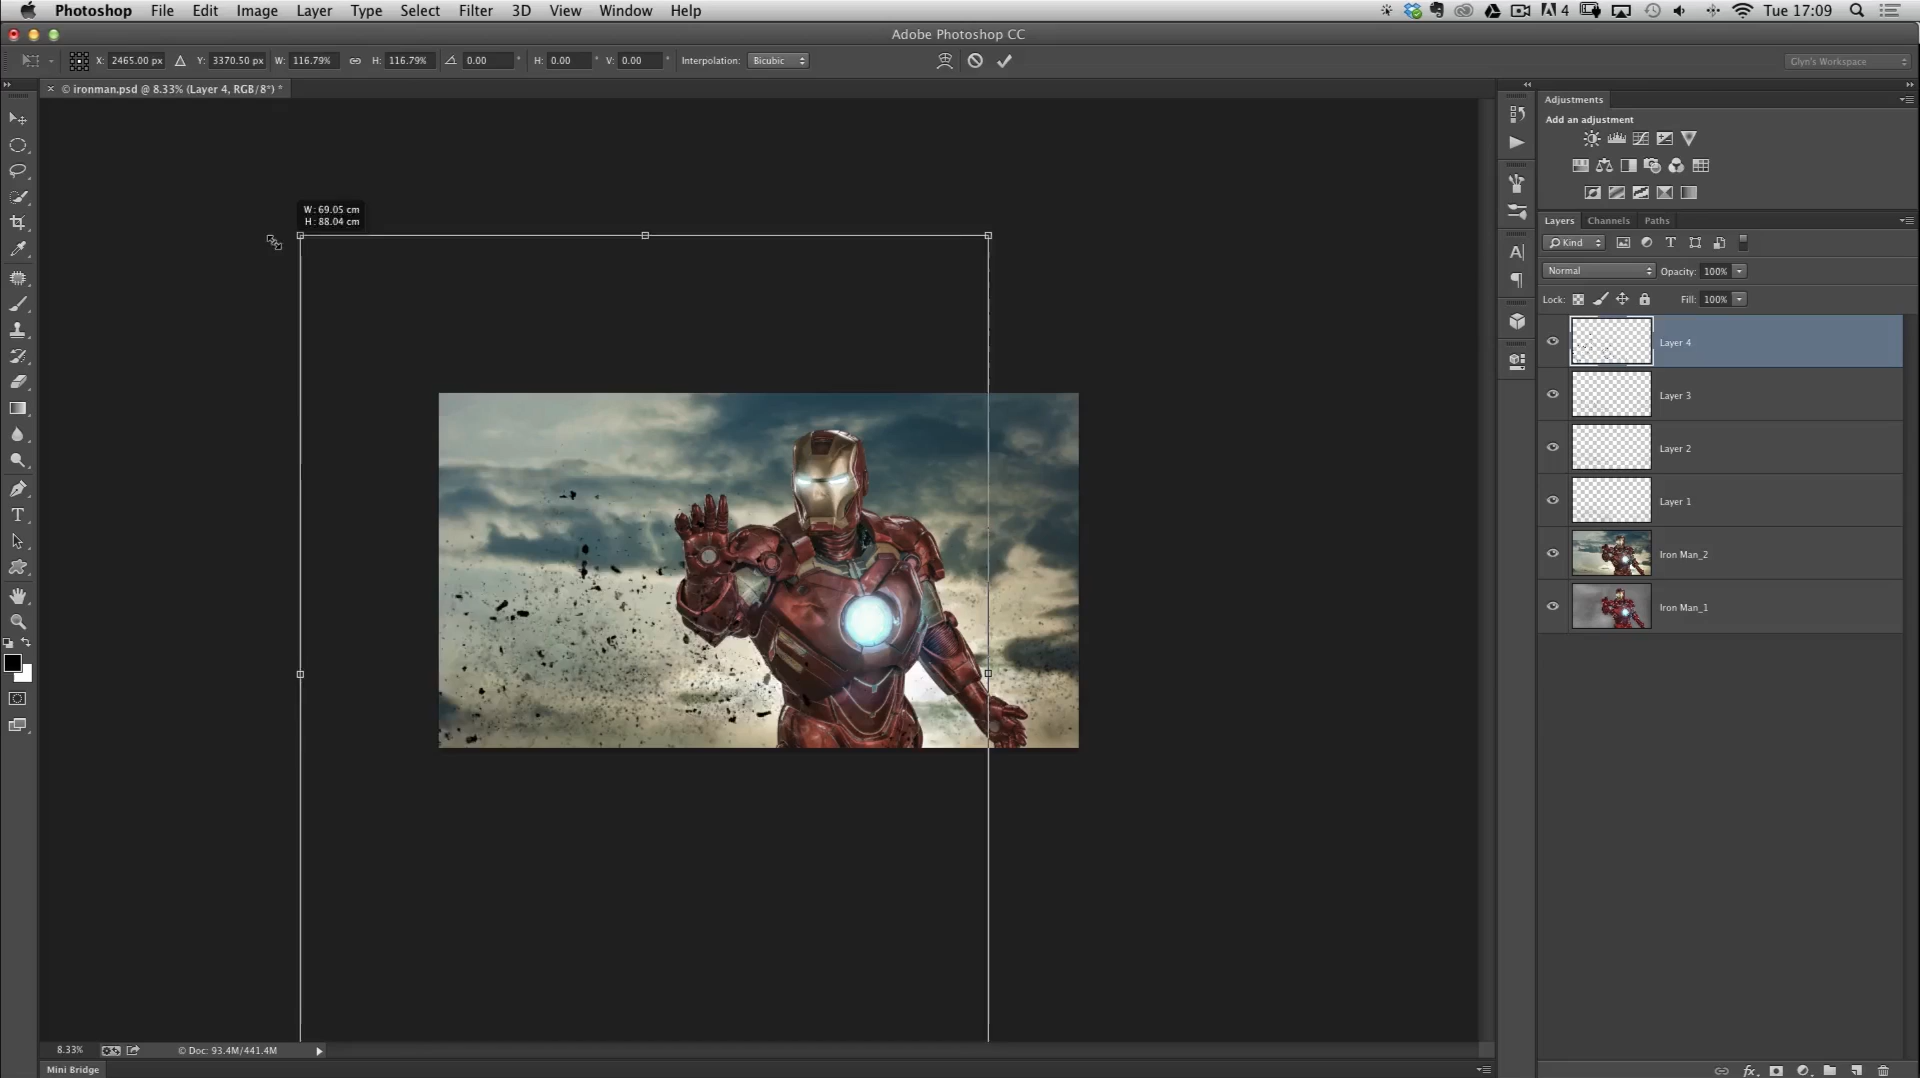 Photoshop File Edit Image Layer Type Select Filter 3D View Window Help 4 Tue 17:09
Adobe Photoshop CC
X: 2465.00 px Y: 3370.50 px W: 116.79% H: 116.79% 0.00 ° H: 0.00 ° V: 0.00 ° Interpolation: Bicubic Glyn's Workspace
© ironman.psd @ 8.33% (Layer 4, RGB/8*) *
Adjustments
Add an adjustment
W: 69.05 cm
H: 88.04 cm
Layers Channels Paths
Kind
Normal Opacity: 100%
Lock: Fill: 100%
Layer 4
Layer 3
Layer 2
Layer 1
Iron Man_2
Iron Man_1
8.33% © Doc: 93.4M/441.4M
Mini Bridge